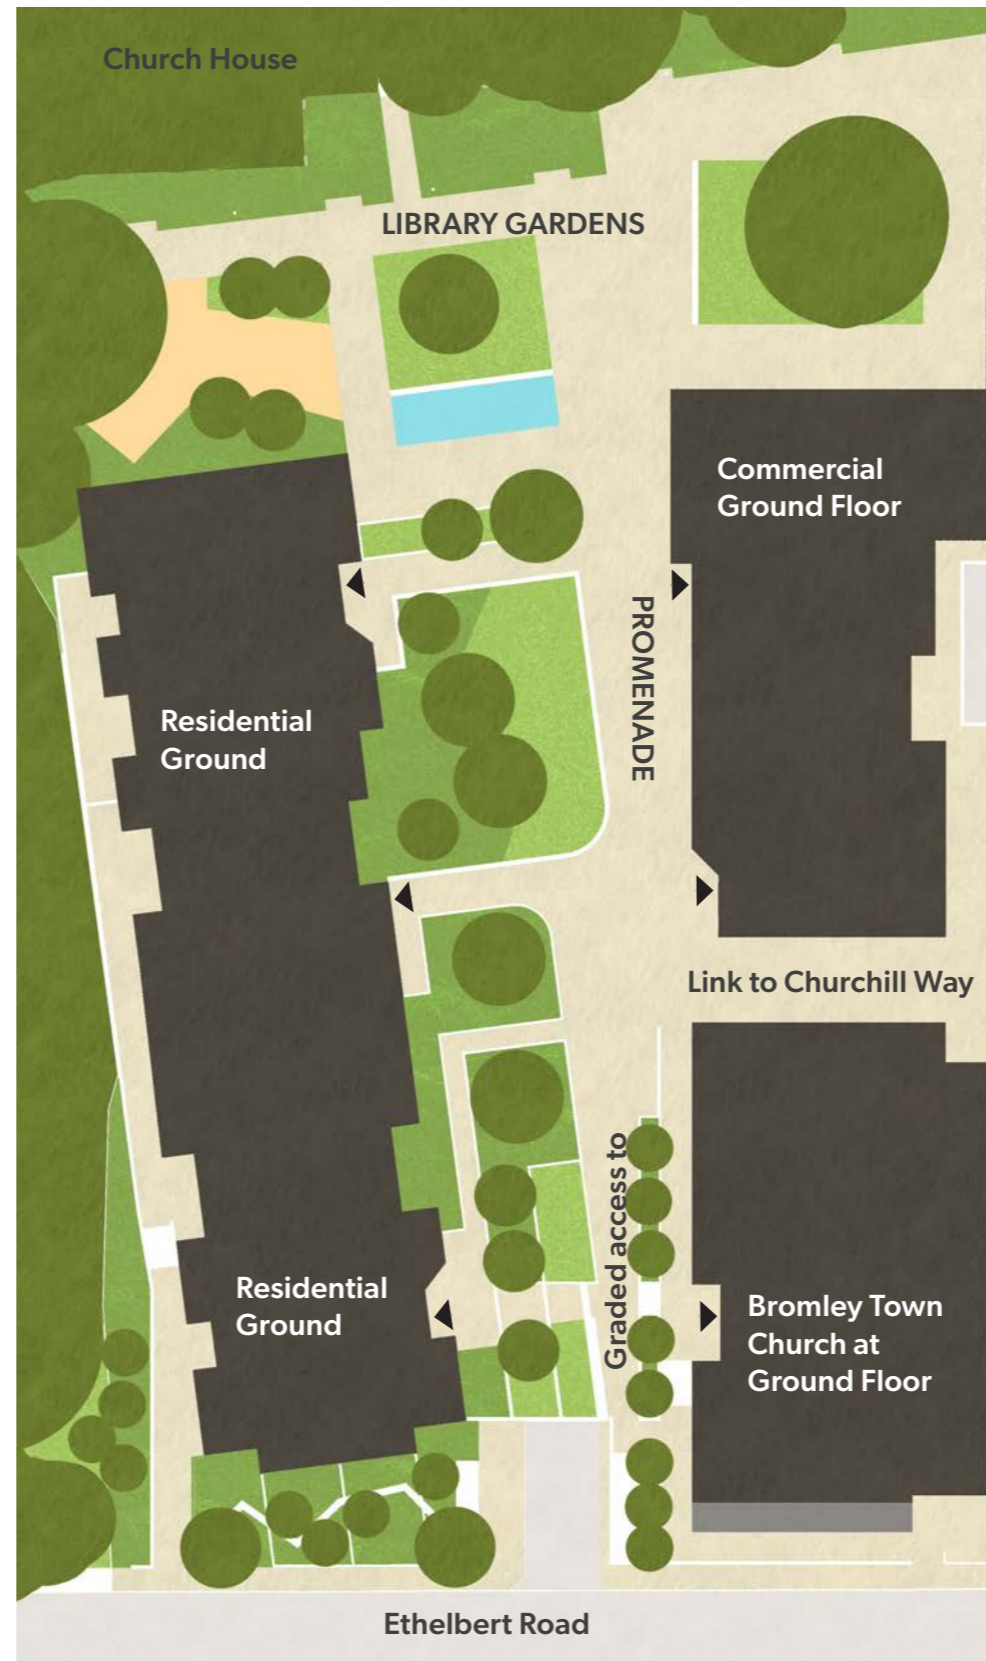 Church House
LIBRARY GARDENS
Commercial
Ground Floor
PROMENADE
Residential
Ground
Link to Churchill Way
Graded access to
Residential
Ground
Bromley Town
Church at
Ground Floor
Ethelbert Road